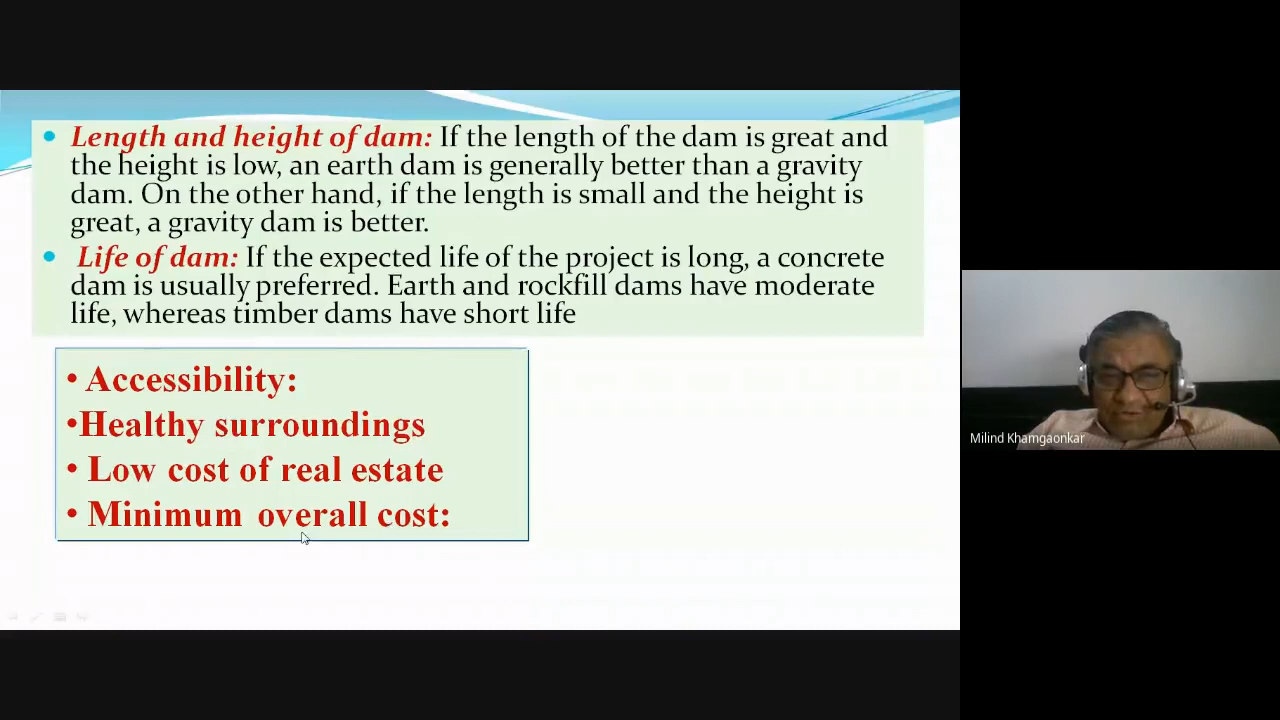 • Length and height of dam: If the length of the dam is great and
the height is low, an earth dam is generally better than a gravity
dam. On the other hand, if the length is small and the height is
great, a gravity dam is better.
• Life of dam: If the expected life of the project is long, a concrete
dam is usually preferred. Earth and rockfill dams have moderate
life, whereas timber dams have short life
• Accessibility:
•Healthy surroundings
• Low cost of real estate
• Minimum overall cost:
Milind Khamgaonkar